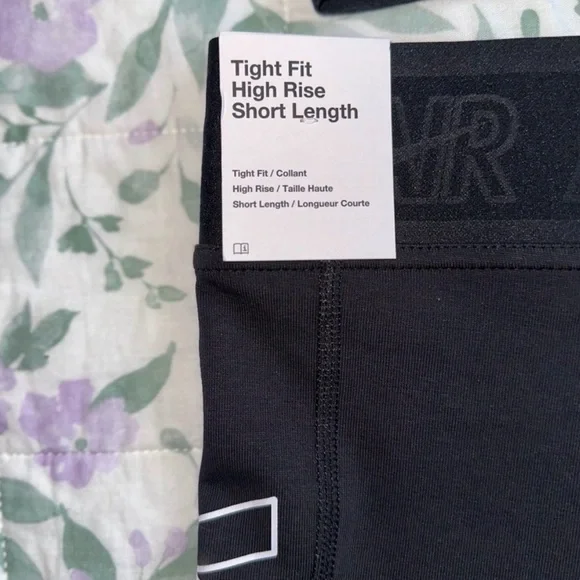 Tight Fit
High Rise
Short Length
Tight Fit / Collant
High Rise / Taille Haute
Short Length / Longueur Courte